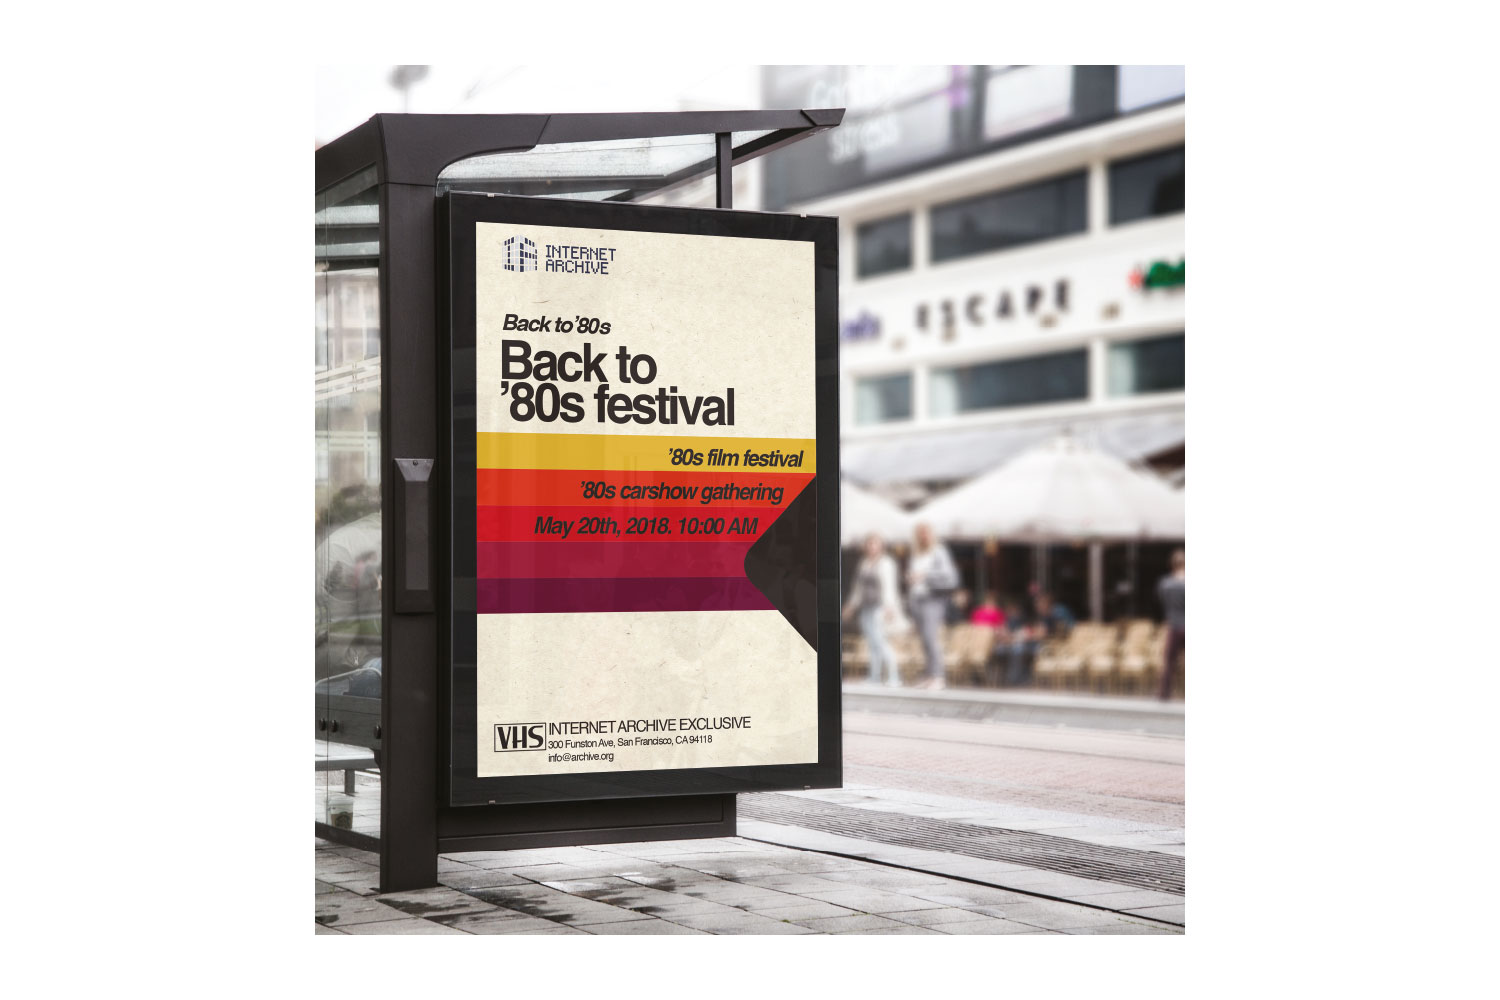 INTERNET
ARCHIVE
Back to '80s
Back to
'80s festival
'80s film festival
'80s carshow gathering
May 20th, 2018. 10:00 AM
VHS
INTERNET ARCHIVE EXCLUSIVE
300 Funston Ave, San Francisco, CA 94118
info@archive.org
ESCAPE